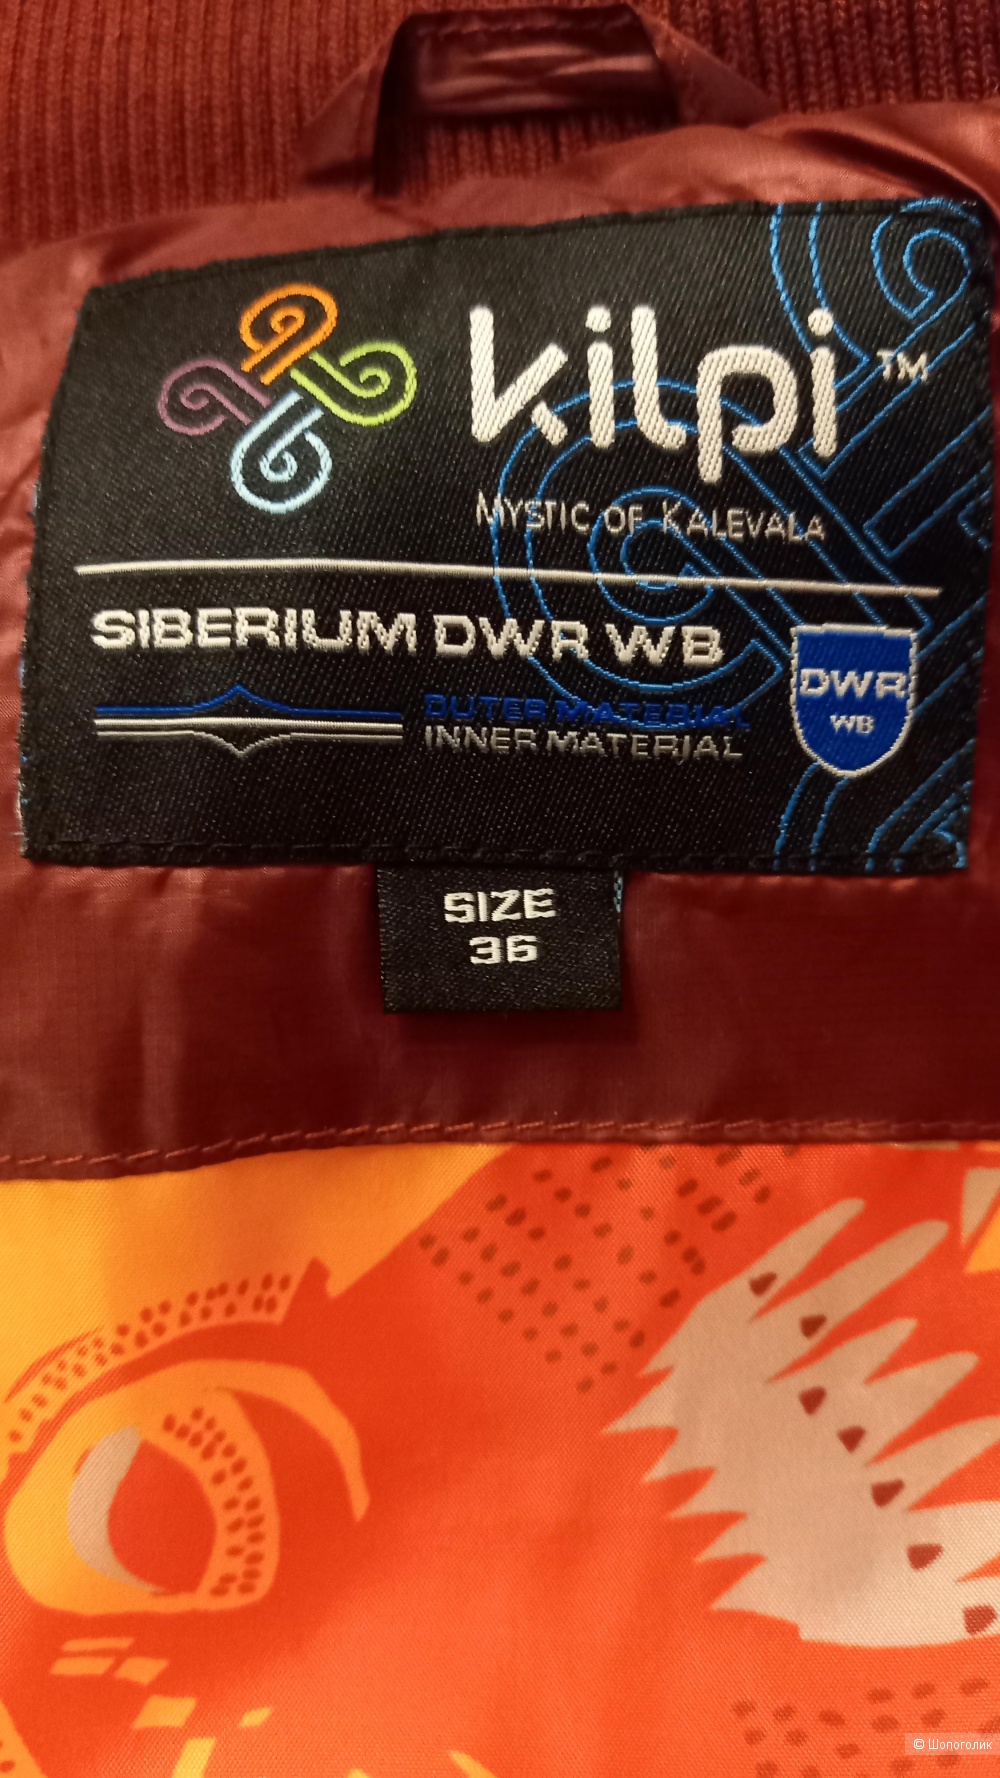 kilpi™
MYSTIC OF KALEVALA
SIBERIUM DWR WB
DWR
WB
OUTER MATERIAL
INNER MATERIAL
SIZE
36
© Шопоголик